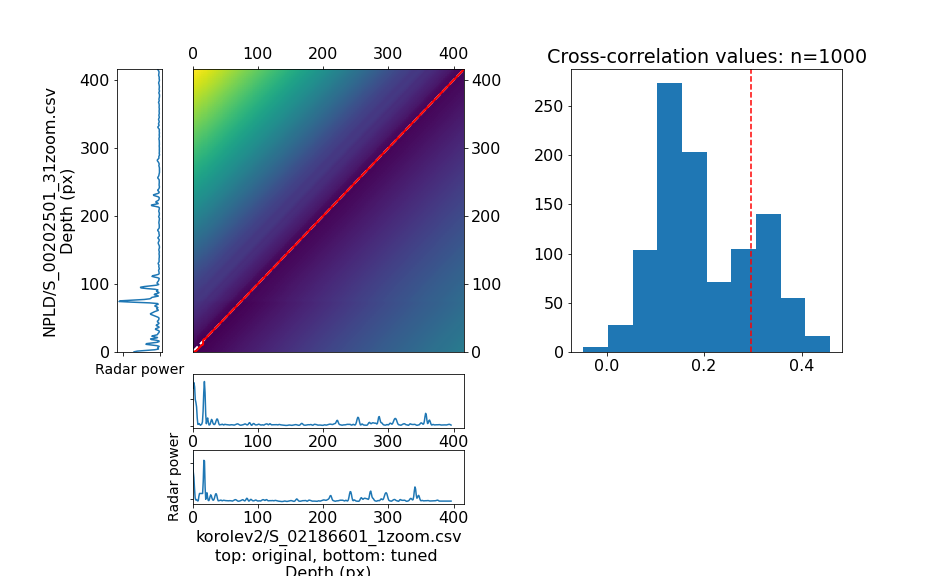 Cross-correlation values: n=1000
0 100 200 300 400
400
300
200
100
0
NPLD/S_00202501_31zoom.csv
Depth (px)
Radar power
400
300
200
100
0
250
200
150
100
50
0
0.0 0.2 0.4
0 100 200 300 400
Radar power
0 100 200 300 400
korolev2/S_02186601_1zoom.csv
top: original, bottom: tuned
Depth (px)